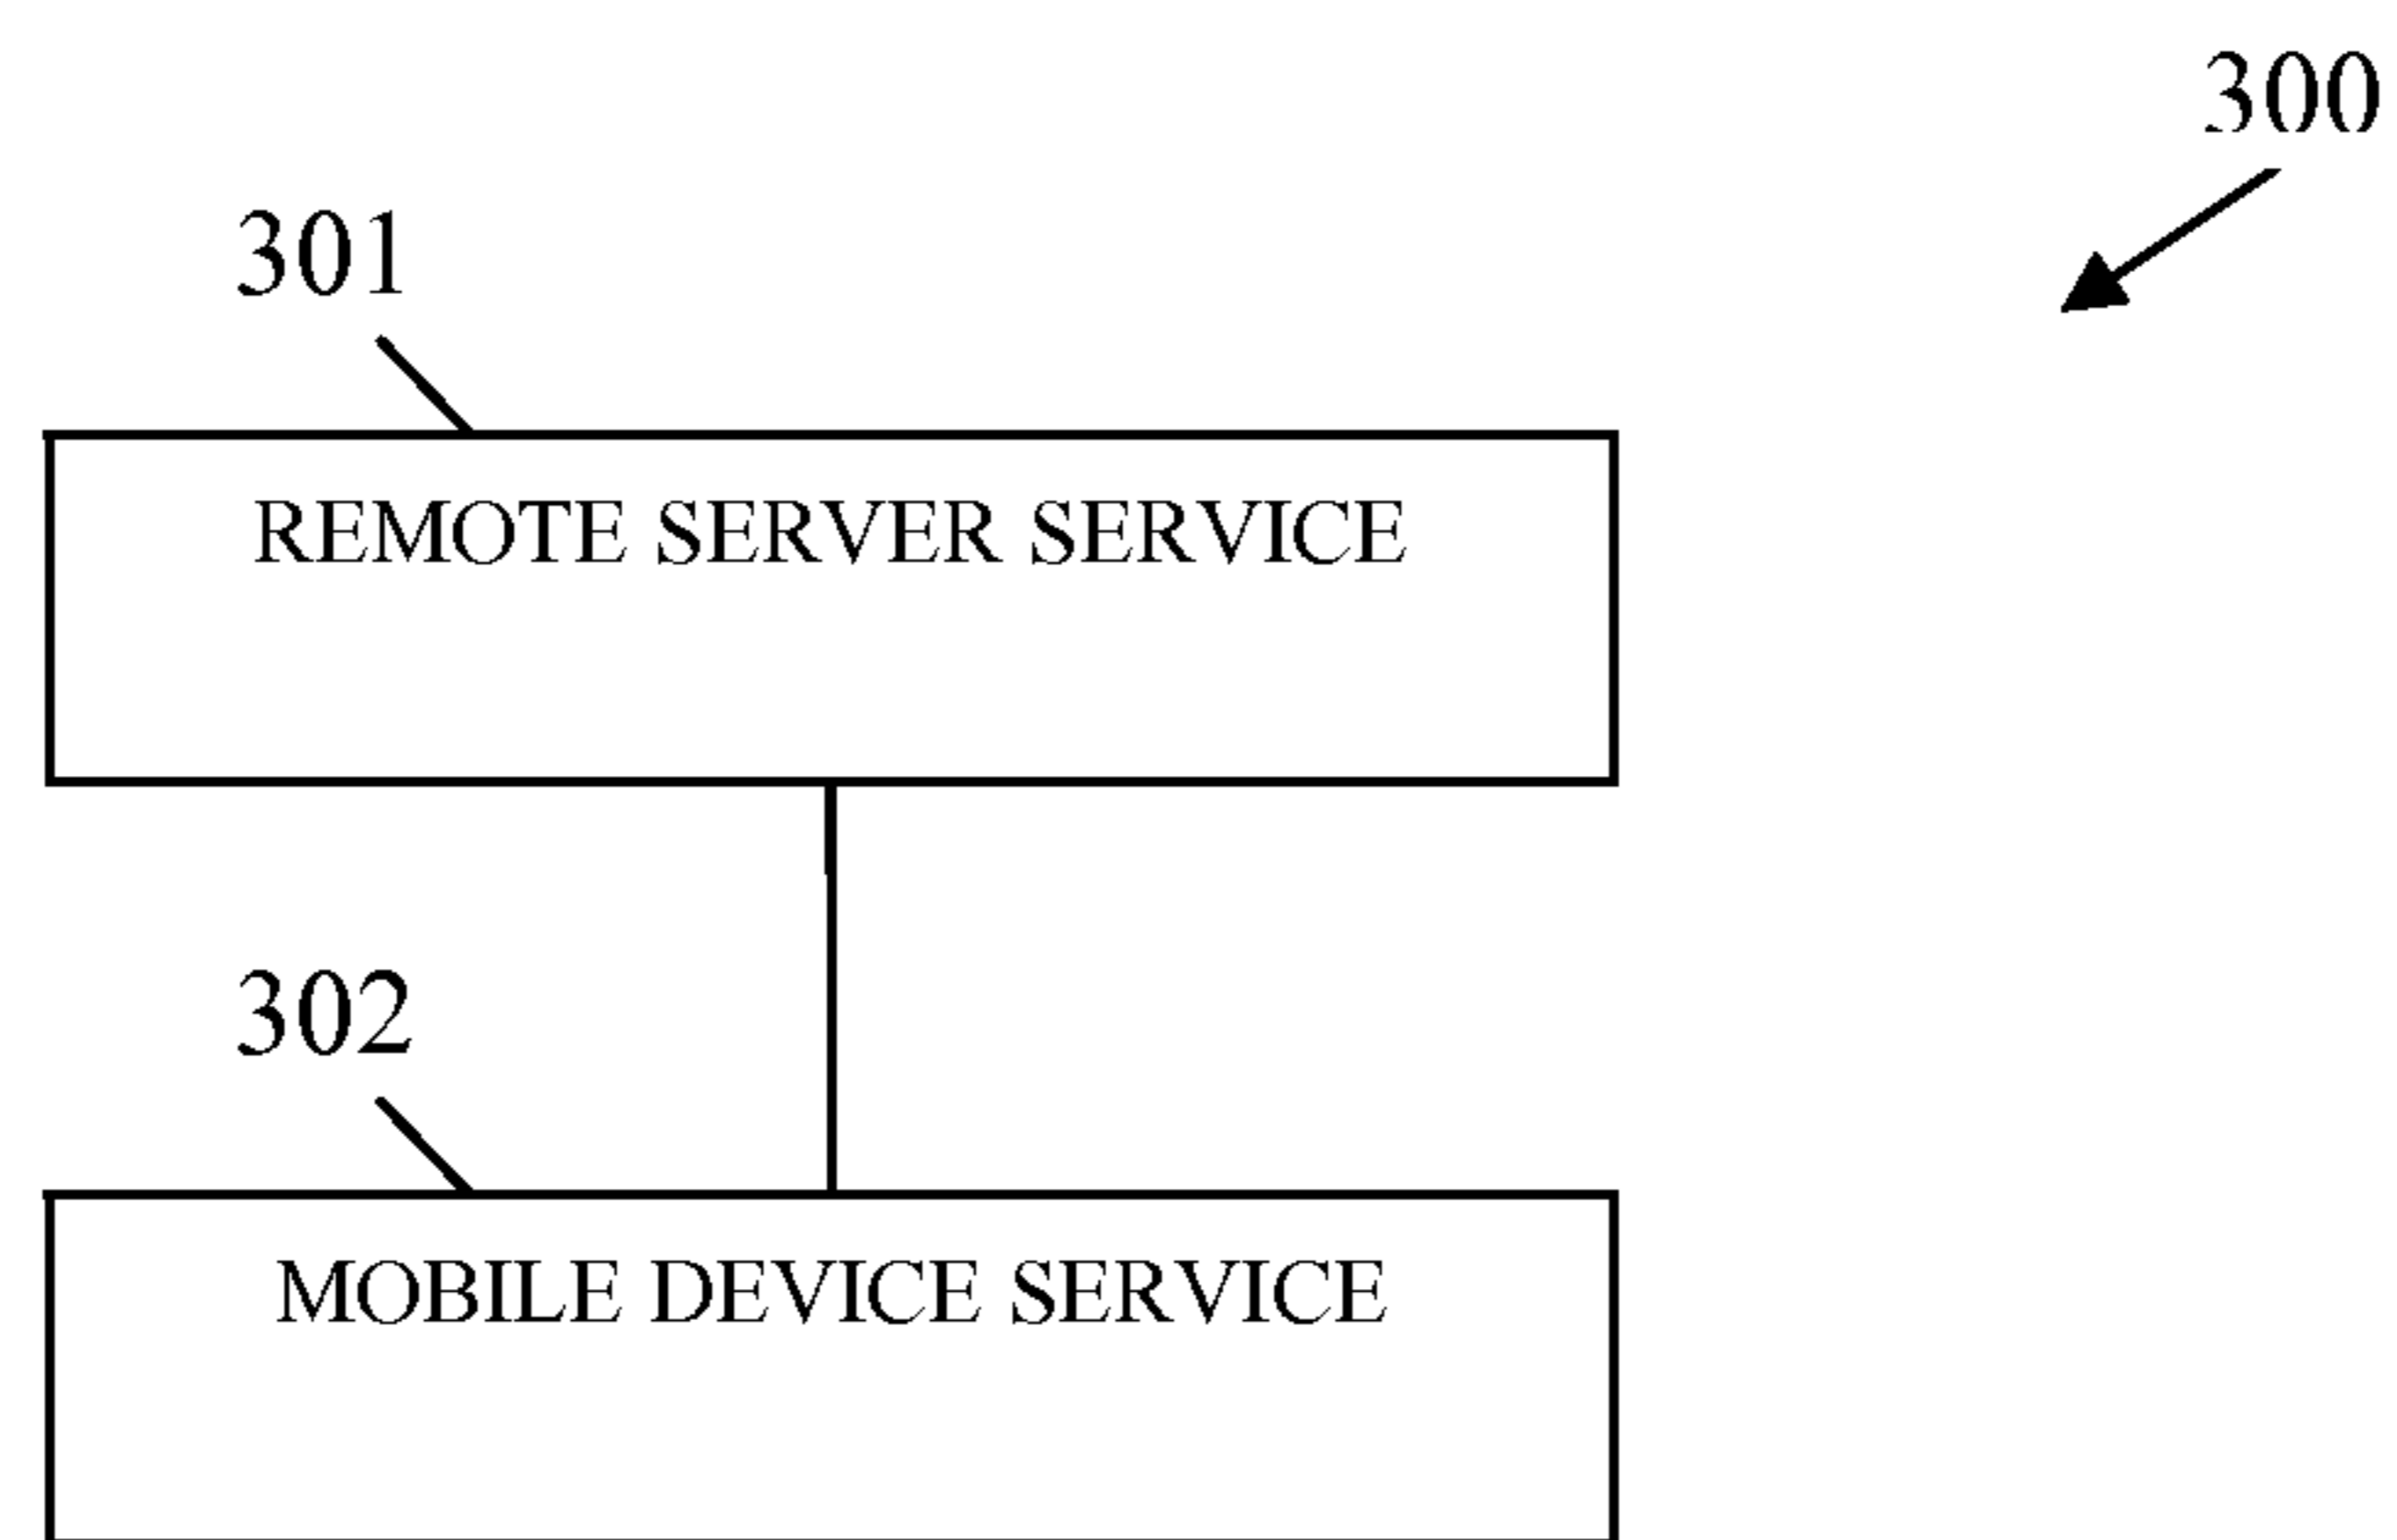 300
301
REMOTE SERVER SERVICE
302
MOBILE DEVICE SERVICE